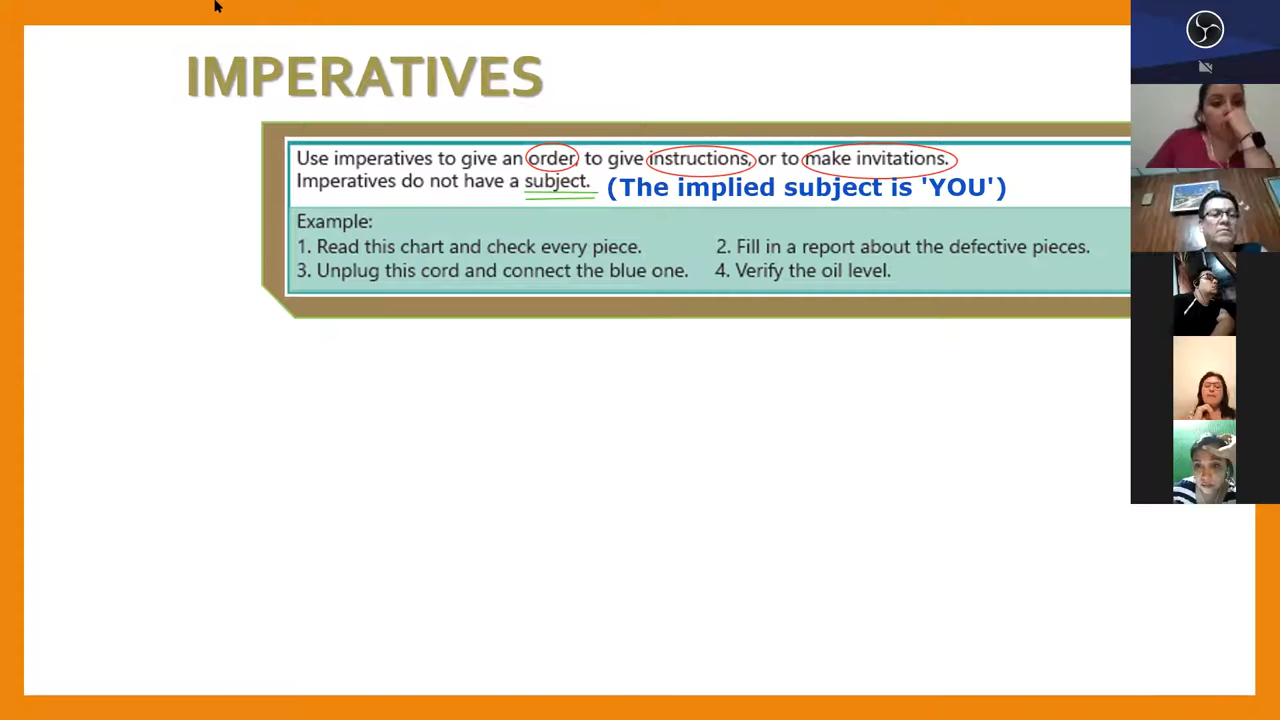 IMPERATIVES
Use imperatives to give an order, to give instructions, or to make invitations.
Imperatives do not have a subject. (The implied subject is 'YOU')
Example:
1. Read this chart and check every piece. 2. Fill in a report about the defective pieces.
3. Unplug this cord and connect the blue one. 4. Verify the oil level.